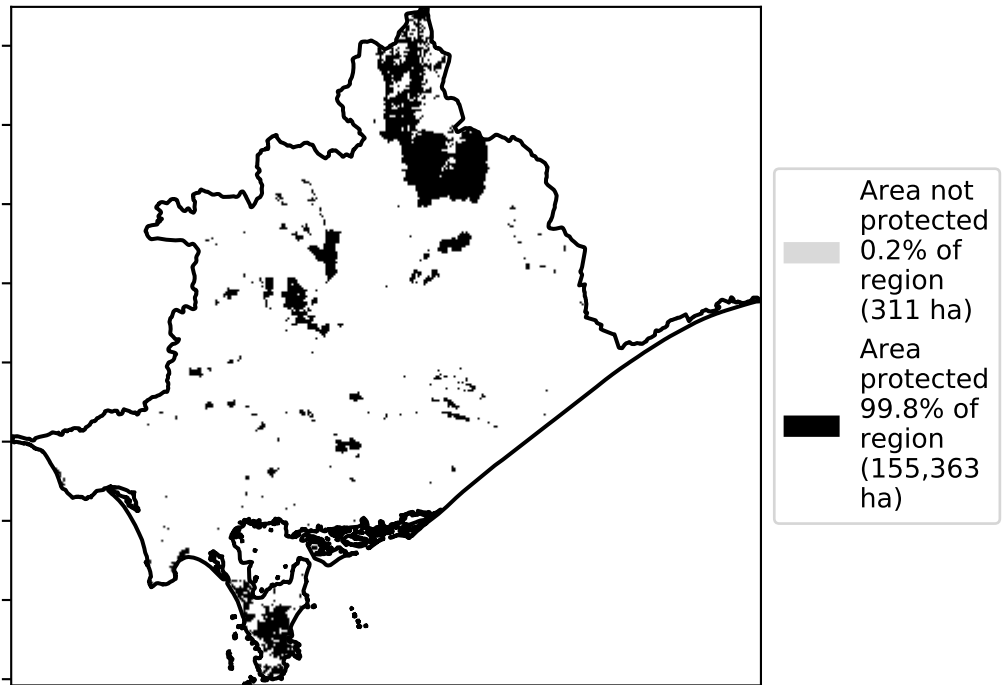 Area not
protected
0.2% of
region
(311 ha)
Area
protected
99.8% of
region
(155,363
ha)